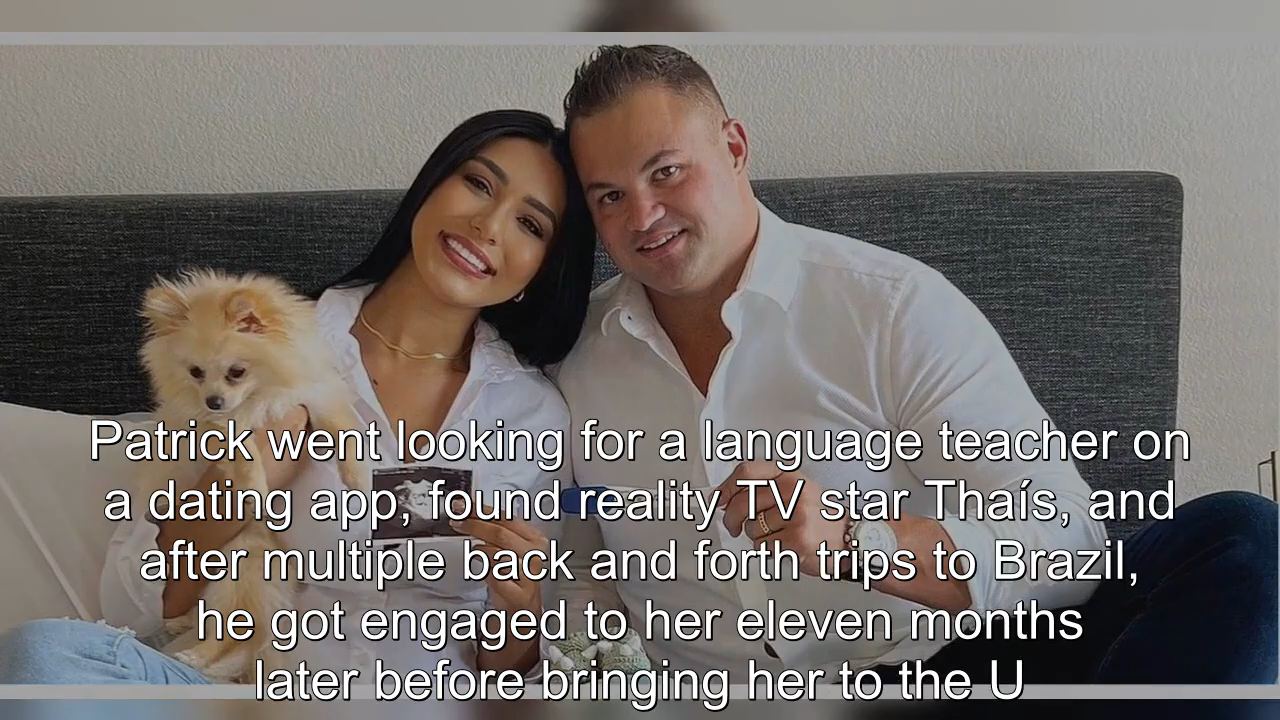 Patrick went looking for a language teacher on
a dating app, found reality TV star Thaís, and
after multiple back and forth trips to Brazil,
he got engaged to her eleven months
later before bringing her to the U